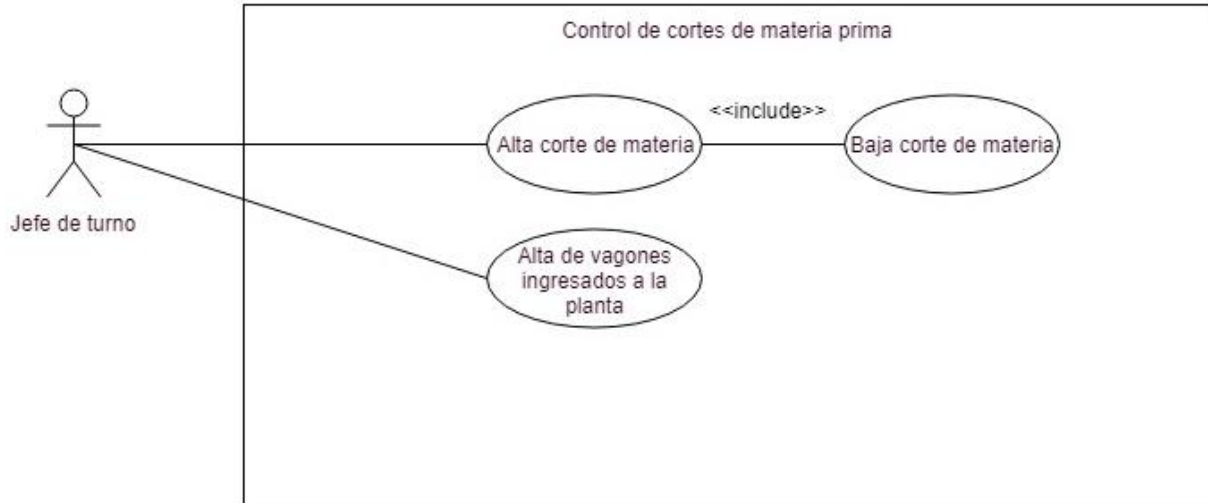 Control de cortes de materia prima
<<include>>
Alta corte de materia
Baja corte de materia
Jefe de turno
Alta de vagones
ingresados a la
planta